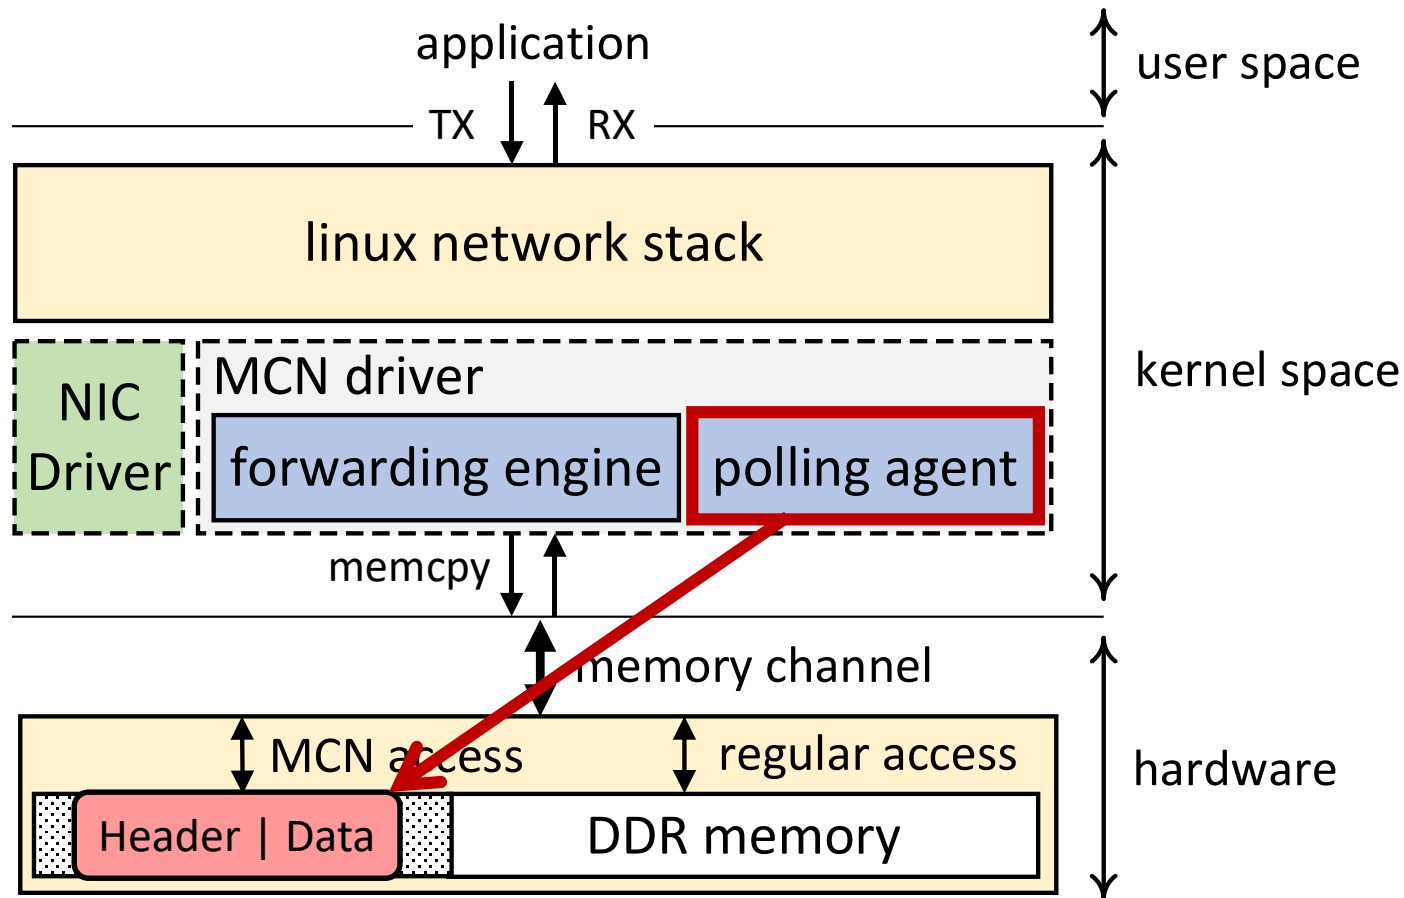 application
user space
TX
RX
linux network stack
kernel space
NIC
Driver
MCN driver
forwarding engine
polling agent
memcpy
memory channel
MCN access
regular access
hardware
Header | Data
DDR memory